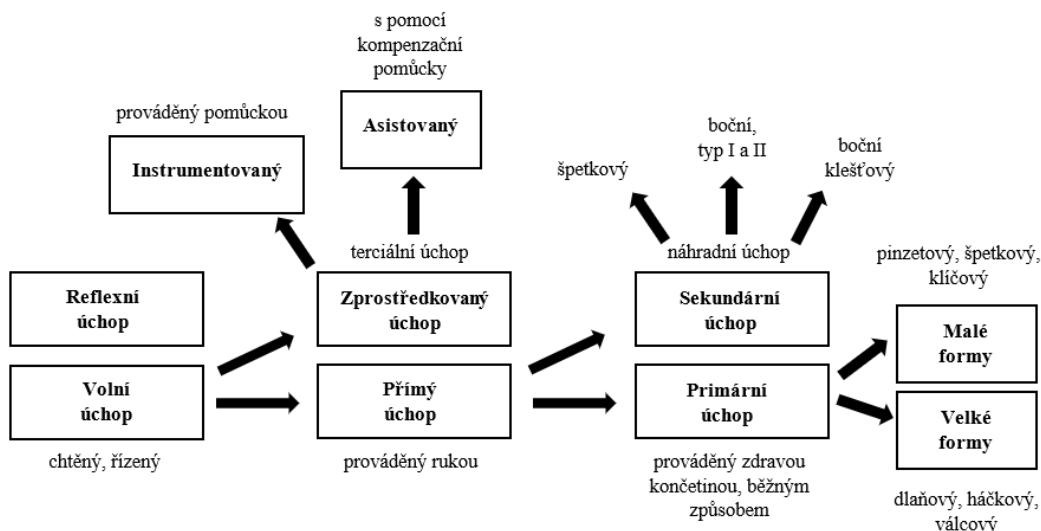 s pomocí
kompenzační
pomůcky
prováděný pomůckou
Asistovaný
Instrumentovaný
boční,
typ I a II
boční
klešťový
špetkový
terciální úchop
náhradní úchop
pinzetový, špetkový,
klíčový
Reflexní
úchop
Zprostředkovaný
úchop
Sekundární
úchop
Malé
formy
Volní
úchop
Přímý
úchop
Primární
úchop
Velké
formy
chtěný, řízený
prováděný rukou
prováděný zdravou
končetinou, běžným
způsobem
dlaňový, háčkový,
válcový